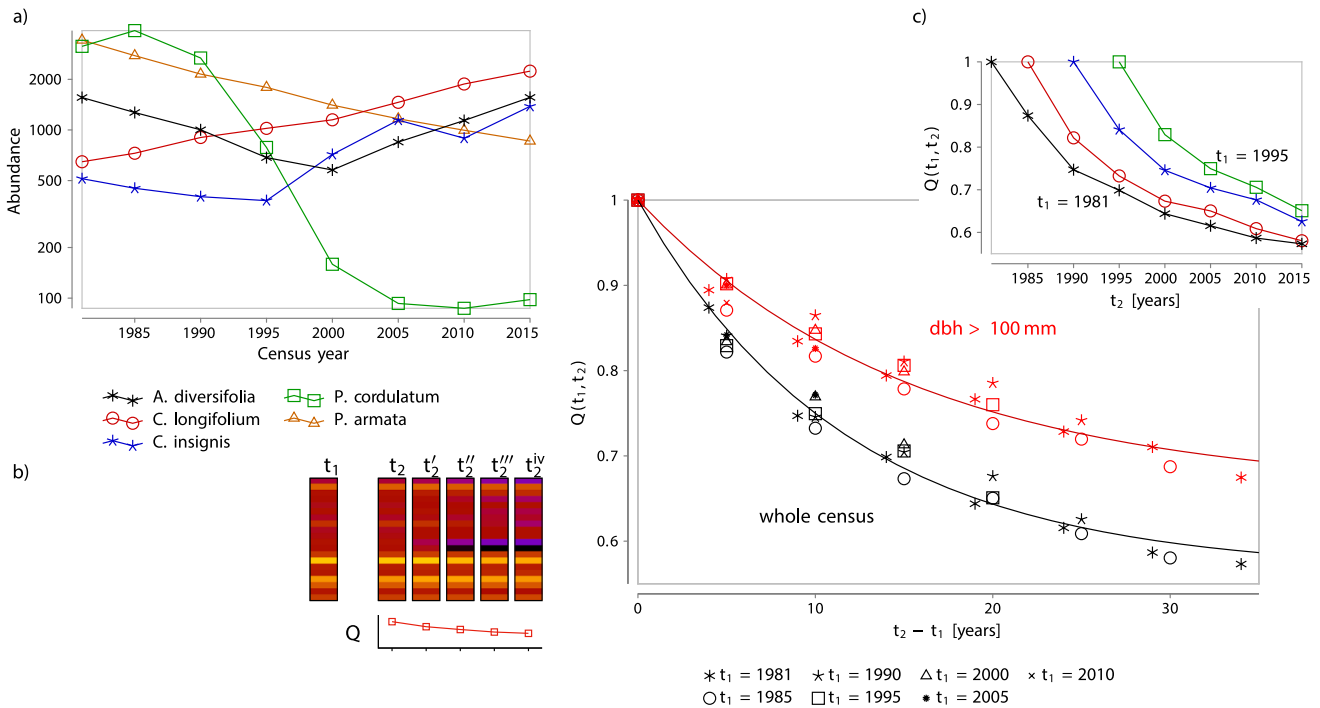 a)
2000
1000
500
200
100
Abundance
1985 1990 1995 2000 2005 2010 2015
Census year
A. diversifolia
C. longifolium
C. insignis
P. cordulatum
P. armata
b)
t₁ t₂ t₂′ t₂″ t₂‴ t₂ⁱᵛ
Q
c)
1
0.9
0.8
0.7
0.6
Q(t₁, t₂)
t₁ = 1995
t₁ = 1981
1985 1990 1995 2000 2005 2010 2015
t₂ [years]
1
0.9
0.8
0.7
0.6
Q(t₁, t₂)
dbh > 100 mm
whole census
0 10 20 30
t₂ − t₁ [years]
t₁ = 1981 t₁ = 1990 t₁ = 2000 t₁ = 2010
t₁ = 1985 t₁ = 1995 t₁ = 2005